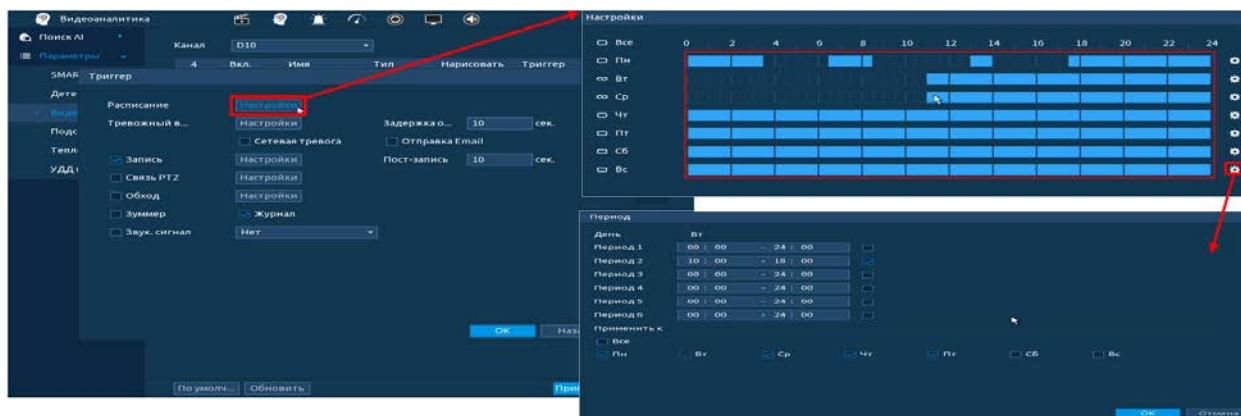 Видеоаналитика
Поиск AI
Параметры
SMAR
Дете
Виде
Подс
Тепл
УДД
Канал D10
4 Вкл. Имя Тип Нарисовать Триггер
Триггер
Расписание Настройки
Тревожный в... Настройки Задержка о... 10 сек.
Сетевая тревога Отправка Email
Запись Настройки Пост-запись 10 сек.
Связь PTZ Настройки
Обход Настройки
Зуммер Журнал
Звук. сигнал Нет
OK Наза
По умолч... Обновить При
Настройки
Все 0 2 4 6 8 10 12 14 16 18 20 22 24
Пн
Вт
Ср
Чт
Пт
Сб
Вс
Период
День Вт
Период 1 00 : 00 - 24 : 00
Период 2 10 : 00 - 18 : 00
Период 3 00 : 00 - 24 : 00
Период 4 00 : 00 - 24 : 00
Период 5 00 : 00 - 24 : 00
Период 6 00 : 00 - 24 : 00
Применить к
Все
Пн Вт Ср Чт Пт Сб Вс
OK Отмена